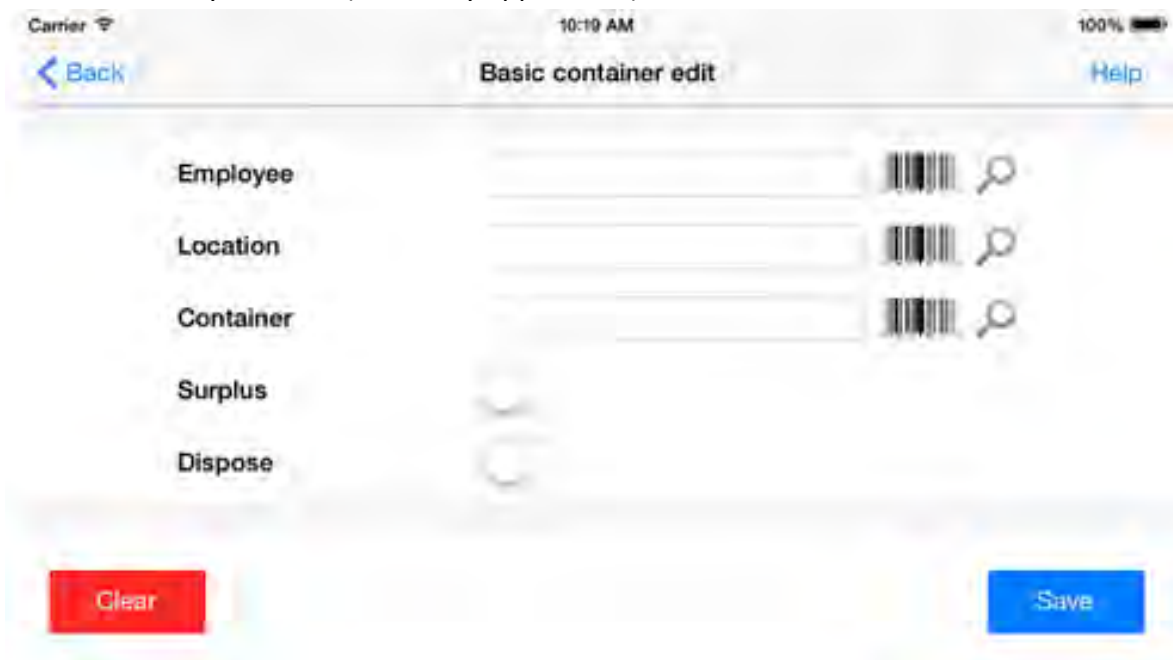 Carrier 10:19 AM 100%
Back Basic container edit Help
Employee
Location
Container
Surplus
Dispose
Clear Save